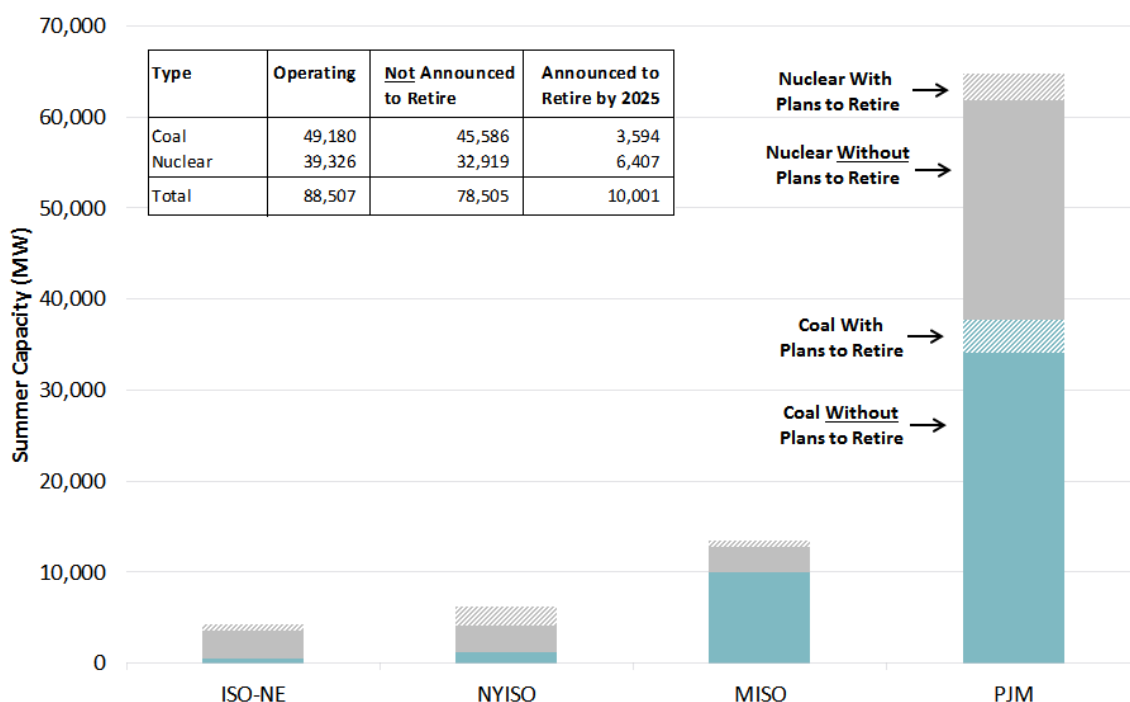 70,000
60,000
50,000
40,000
30,000
20,000
10,000
0
Summer Capacity (MW)
Type Operating Not Announced to Retire Announced to Retire by 2025
Coal 49,180 45,586 3,594
Nuclear 39,326 32,919 6,407
Total 88,507 78,505 10,001
Nuclear With
Plans to Retire
Nuclear Without
Plans to Retire
Coal With
Plans to Retire
Coal Without
Plans to Retire
ISO-NE NYISO MISO PJM